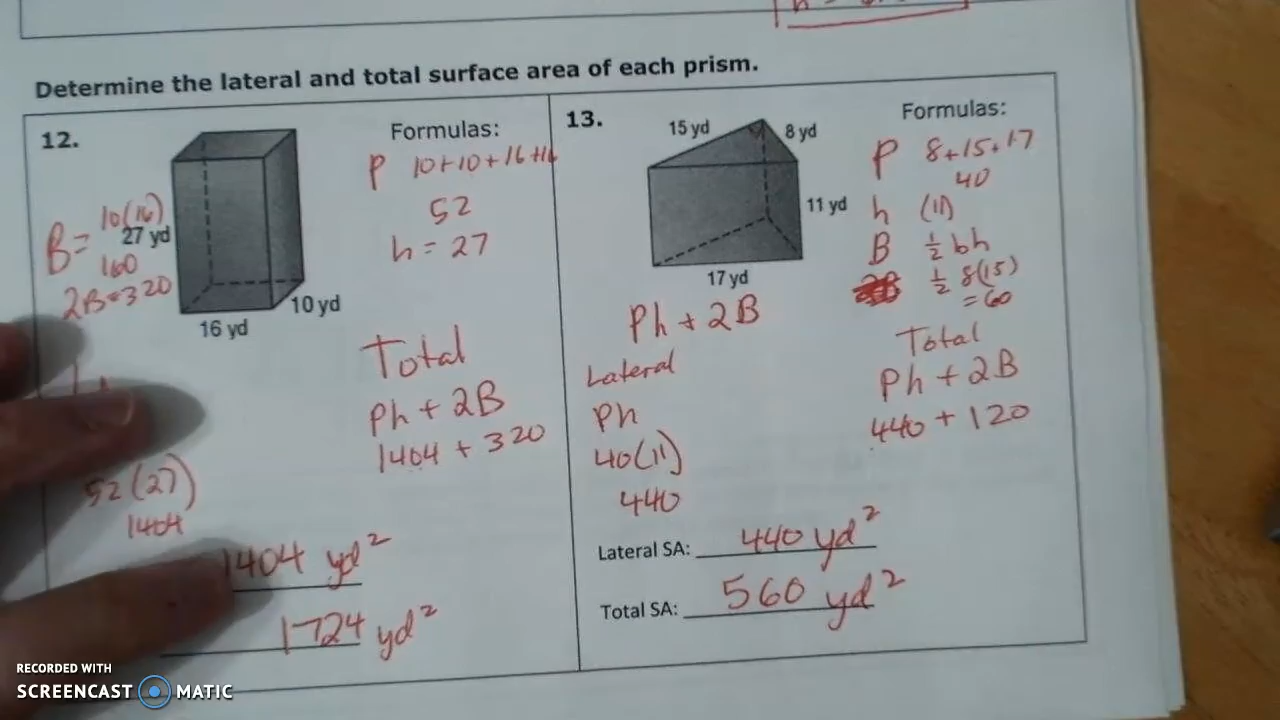 Determine the lateral and total surface area of each prism.
12.
Formulas:
P 10+10+16+16
52
h = 27
10(16)
B=
27 yd
160
2B=320
10 yd
16 yd
Total
Ph + 2B
1404 + 320
52(27)
1404
1404 yd²
1724 yd²
13.
Formulas:
15 yd
8 yd
P 8+15+17
40
11 yd
h (11)
B ½ bh
½ 8(15)
= 60
17 yd
Ph + 2B
Lateral
Ph
40(11)
440
Total
Ph + 2B
440 + 120
Lateral SA: 440 yd²
Total SA: 560 yd²
RECORDED WITH
SCREENCAST MATIC